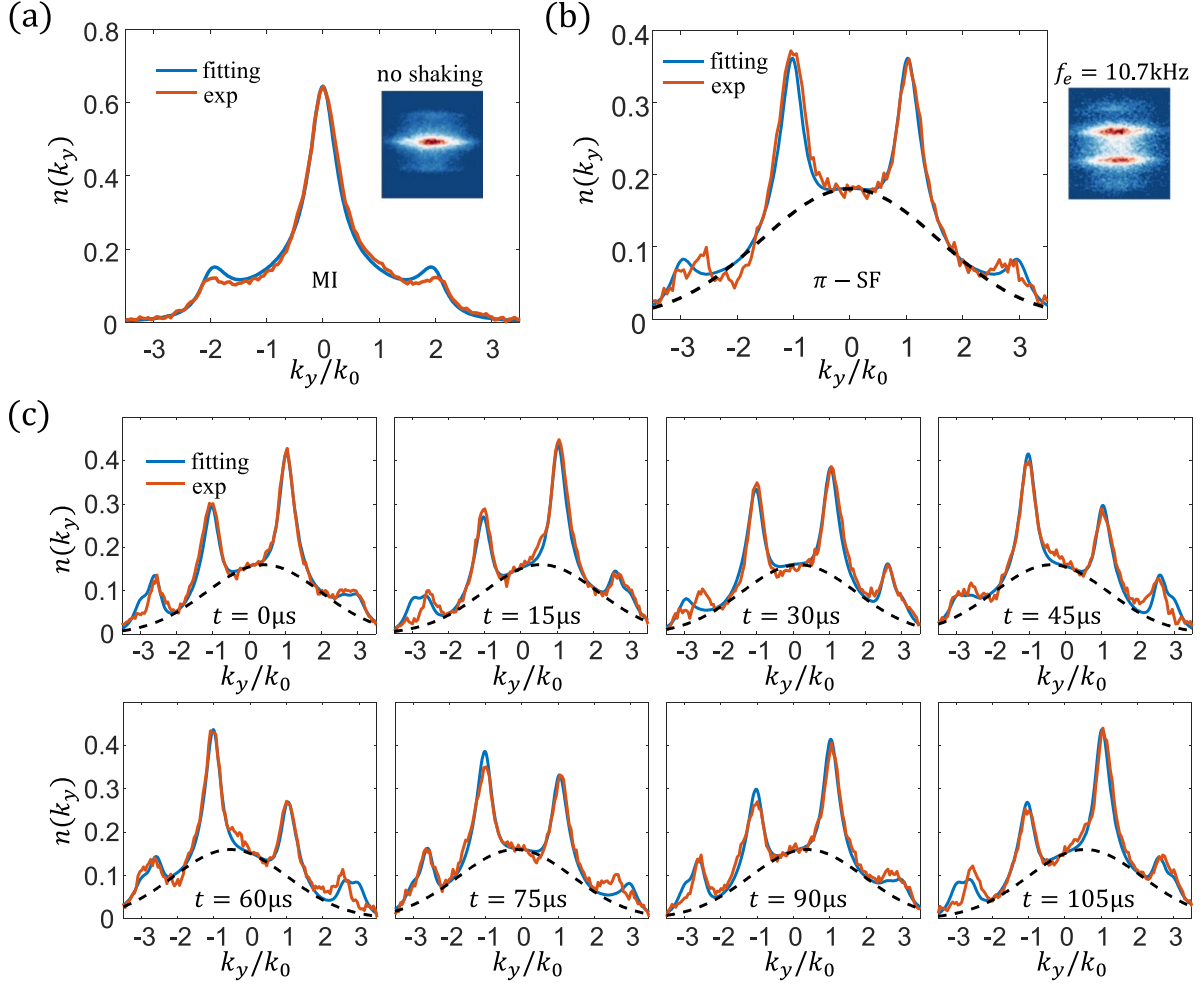 (a)
0.8
0.6
0.4
0.2
0
n(k_y)
fitting
exp
no shaking
MI
-3 -2 -1 0 1 2 3
k_y/k_0
(b)
0.4
0.3
0.2
0.1
0
n(k_y)
fitting
exp
f_e = 10.7kHz
π − SF
-3 -2 -1 0 1 2 3
k_y/k_0
(c)
0.4
0.3
0.2
0.1
0
n(k_y)
fitting
exp
t = 0μs
t = 15μs
t = 30μs
t = 45μs
-3 -2 -1 0 1 2 3
-3 -2 -1 0 1 2 3
-3 -2 -1 0 1 2 3
-3 -2 -1 0 1 2 3
k_y/k_0
k_y/k_0
k_y/k_0
k_y/k_0
0.4
0.3
0.2
0.1
0
n(k_y)
t = 60μs
t = 75μs
t = 90μs
t = 105μs
-3 -2 -1 0 1 2 3
-3 -2 -1 0 1 2 3
-3 -2 -1 0 1 2 3
-3 -2 -1 0 1 2 3
k_y/k_0
k_y/k_0
k_y/k_0
k_y/k_0